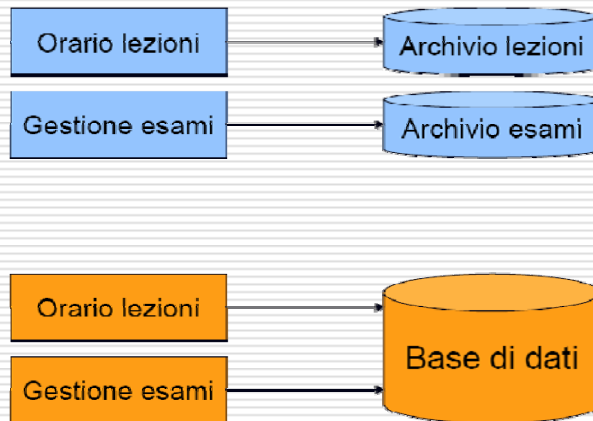 Orario lezioni
Archivio lezioni
Gestione esami
Archivio esami
Orario lezioni
Base di dati
Gestione esami